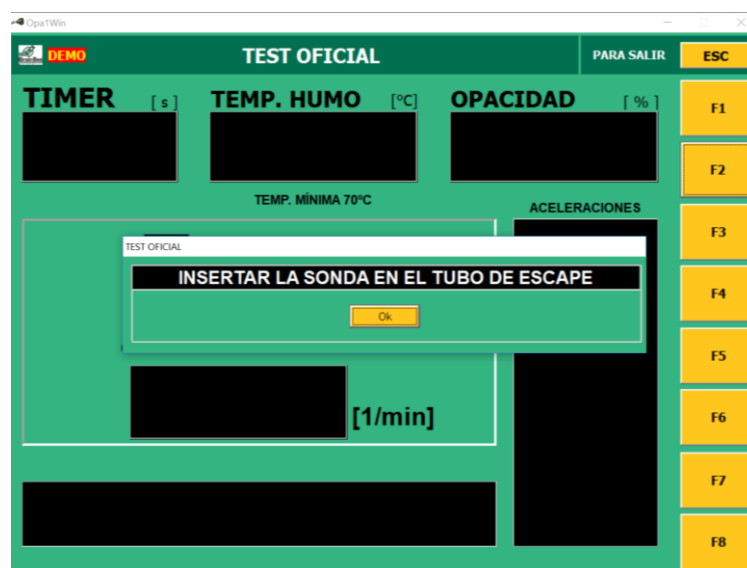 Opa1Win
DEMO
TEST OFICIAL
PARA SALIR
ESC
TIMER [ s ]
TEMP. HUMO [ºC]
OPACIDAD [ % ]
F1
F2
TEMP. MÍNIMA 70ºC
ACELERACIONES
F3
TEST OFICIAL
INSERTAR LA SONDA EN EL TUBO DE ESCAPE
Ok
F4
F5
[1/min]
F6
F7
F8